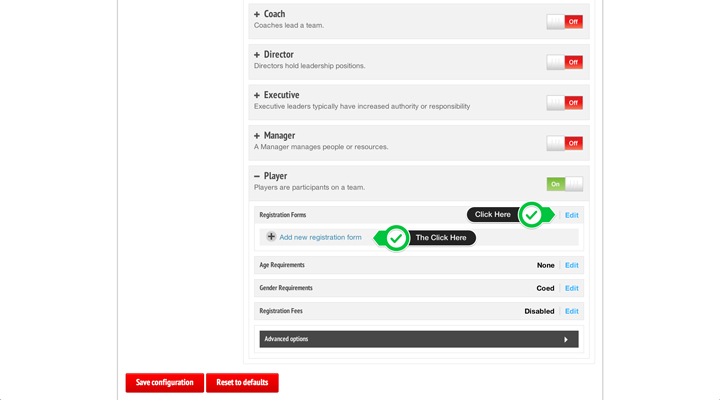 Coach
Coaches lead a team.
Off
Director
Directors hold leadership positions.
Off
Executive
Executive leaders typically have increased authority or responsibility
Off
Manager
A Manager manages people or resources.
Off
Player
Players are participants on a team.
On
Registration Forms Click Here Edit
Add new registration form The Click Here
Age Requirements None Edit
Gender Requirements Coed Edit
Registration Fees Disabled Edit
Advanced options
Save configuration Reset to defaults